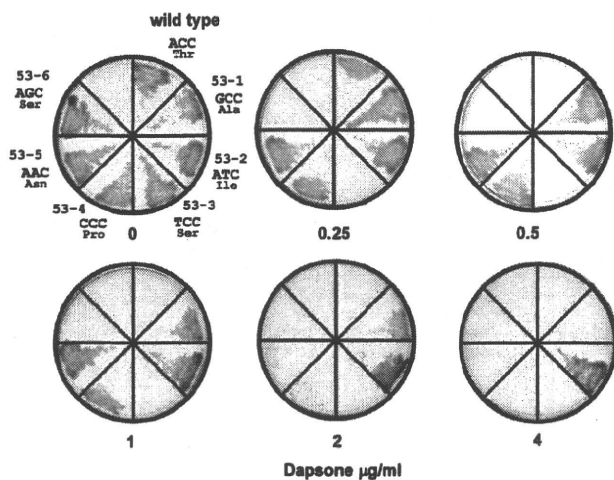 wild type
ACC
Thr
53-6
AGC
Ser
53-1
GCC
Ala
53-5
AAC
Asn
53-2
ATC
Ile
53-4
CCC
Pro
53-3
TCC
Ser
0
0.25
0.5
1
2
4
Dapsone µg/ml